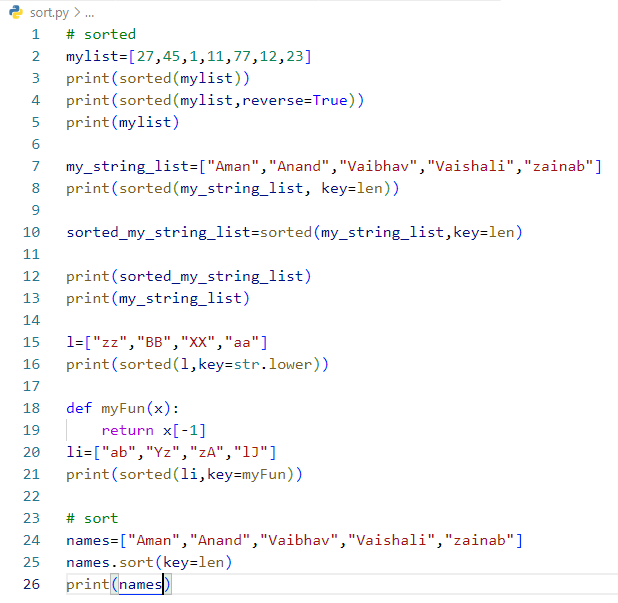 sort.py > ...
1 # sorted
2 mylist=[27,45,1,11,77,12,23]
3 print(sorted(mylist))
4 print(sorted(mylist,reverse=True))
5 print(mylist)
6
7 my_string_list=["Aman","Anand","Vaibhav","Vaishali","zainab"]
8 print(sorted(my_string_list, key=len))
9
10 sorted_my_string_list=sorted(my_string_list,key=len)
11
12 print(sorted_my_string_list)
13 print(my_string_list)
14
15 l=["zz","BB","XX","aa"]
16 print(sorted(l,key=str.lower))
17
18 def myFun(x):
19     return x[-1]
20 li=["ab","Yz","zA","lJ"]
21 print(sorted(li,key=myFun))
22
23 # sort
24 names=["Aman","Anand","Vaibhav","Vaishali","zainab"]
25 names.sort(key=len)
26 print(names)